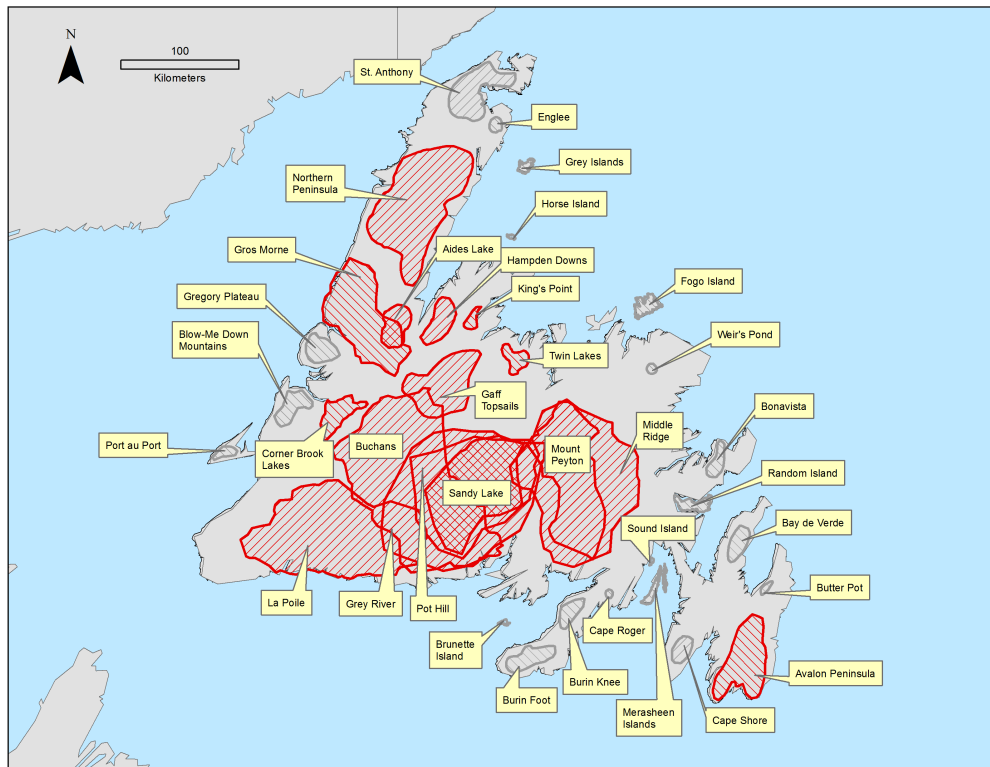 N
100
Kilometers
St. Anthony
Englee
Grey Islands
Northern
Peninsula
Horse Island
Gros Morne
Aides Lake
Hampden Downs
Fogo Island
Gregory Plateau
King's Point
Blow-Me Down
Mountains
Weir's Pond
Twin Lakes
Gaff
Topsails
Bonavista
Middle
Ridge
Port au Port
Corner Brook
Lakes
Buchans
Mount
Peyton
Random Island
Sandy Lake
Sound Island
Bay de Verde
Butter Pot
La Poile
Grey River
Pot Hill
Brunette
Island
Cape Roger
Avalon Peninsula
Burin Knee
Burin Foot
Merasheen
Islands
Cape Shore